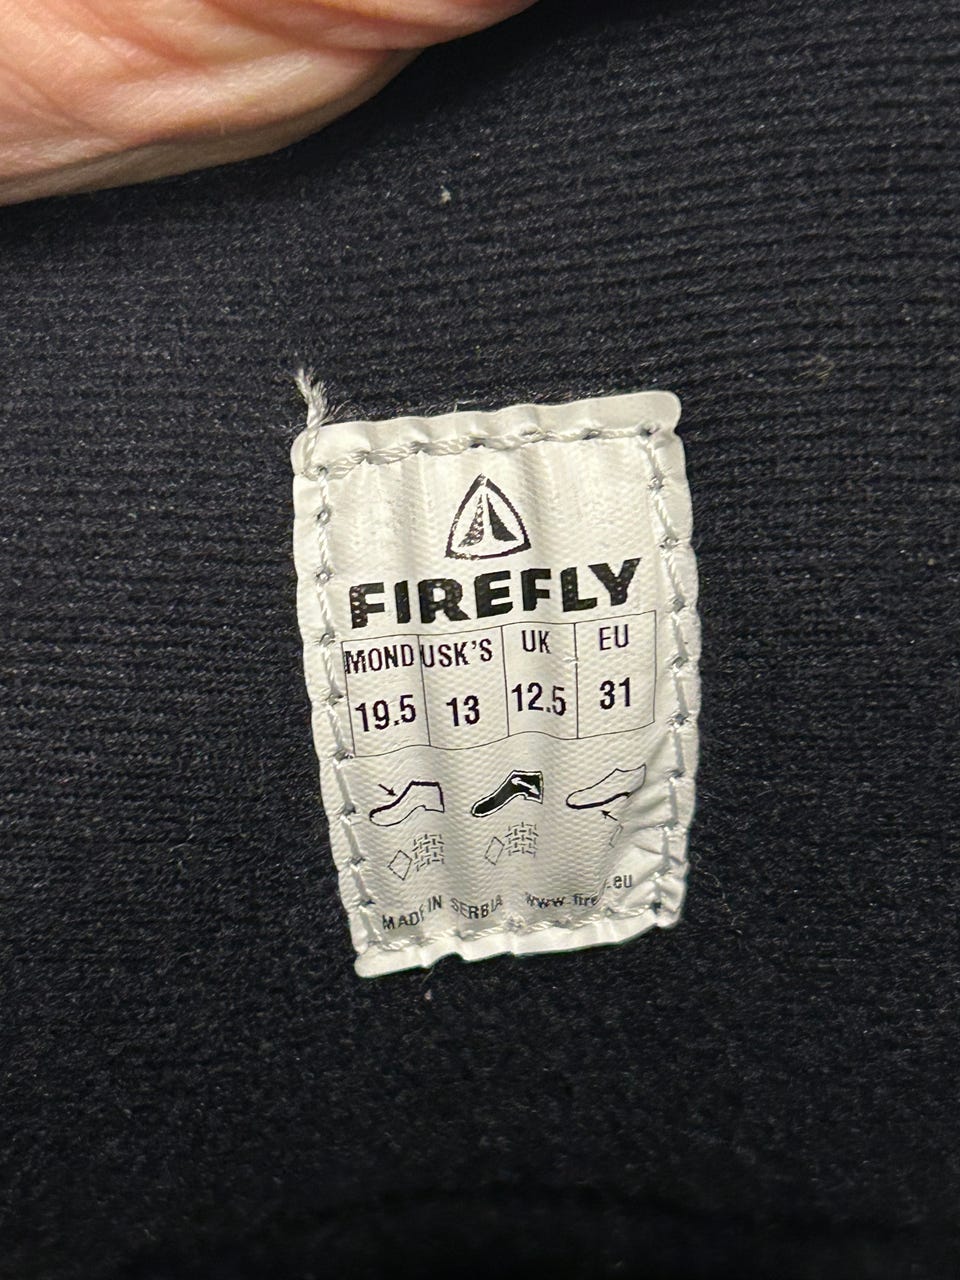 FIREFLY
MOND USK'S UK EU
19.5 13 12.5 31
MADE IN SERBIA